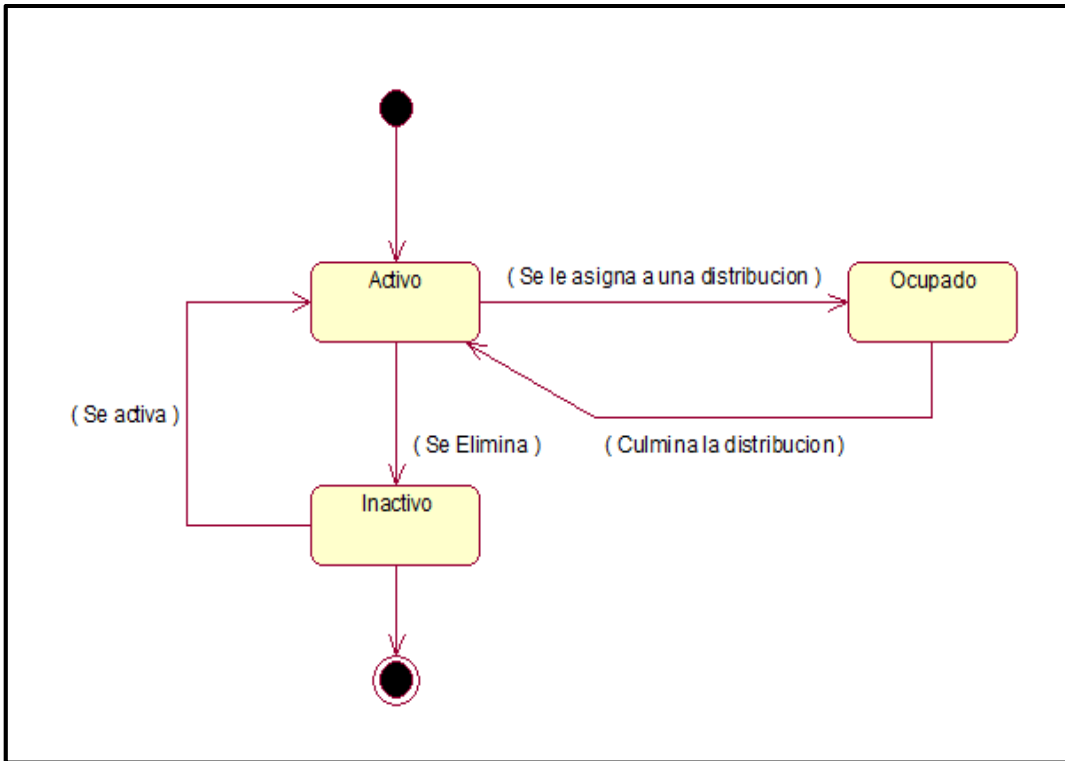 Activo
( Se le asigna a una distribucion )
Ocupado
( Se activa )
( Se Elimina )
( Culmina la distribucion)
Inactivo